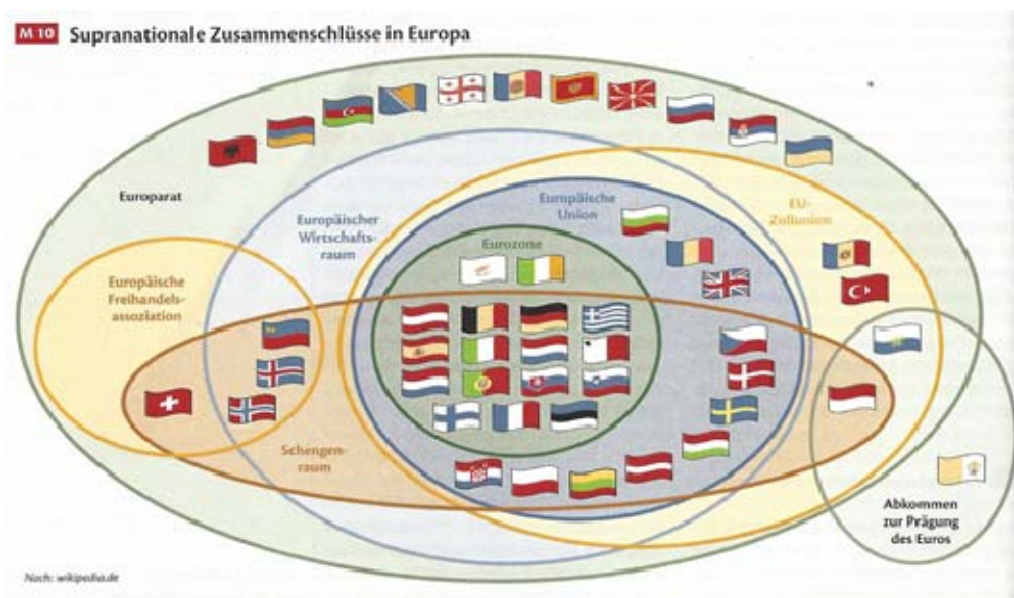 M 10 Supranationale Zusammenschlüsse in Europa
Europarat
Europäischer
Wirtschafts-
raum
Europäische
Union
EU-
Zollunion
Eurozone
Europäische
Freihandels-
assoziation
Schengen-
raum
Abkommen
zur Prägung
des Euros
Nach: wikipedia.de